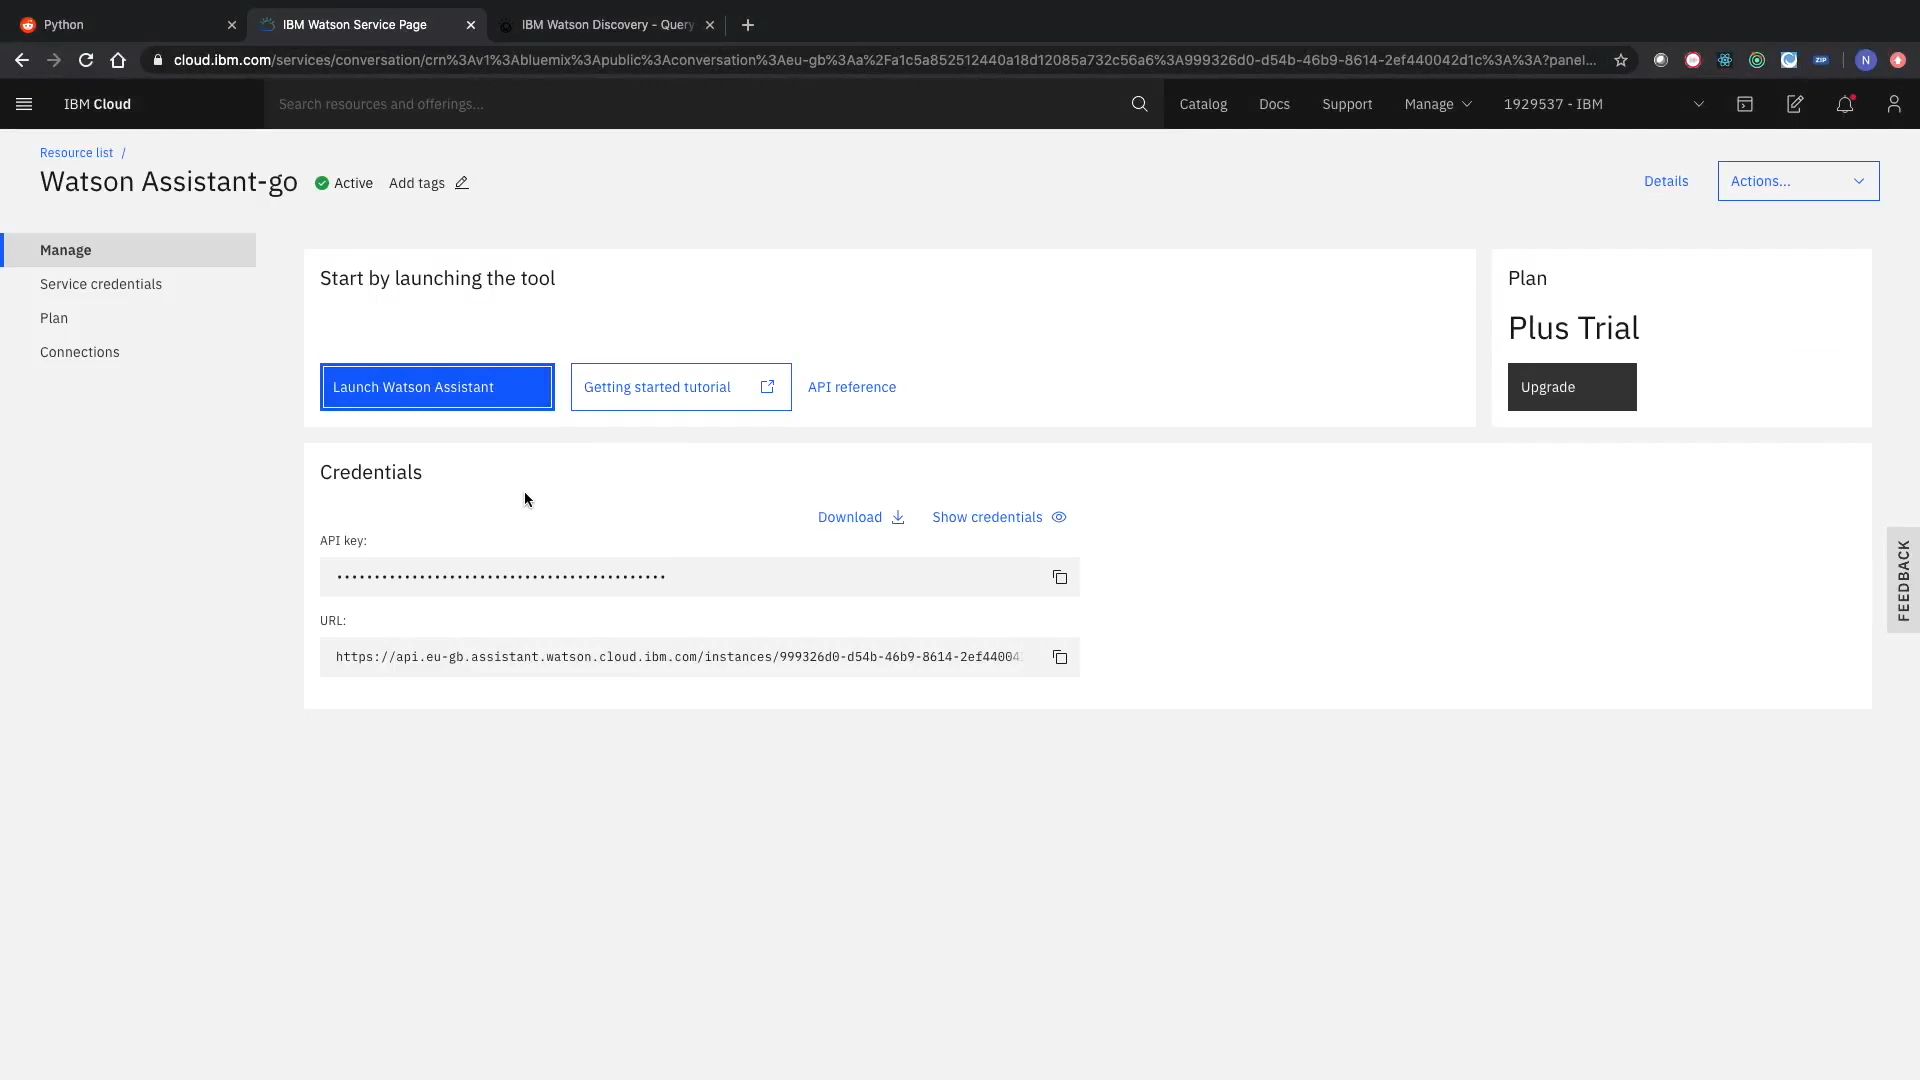 Python
IBM Watson Service Page
IBM Watson Discovery - Query
cloud.ibm.com/services/conversation/crn%3Av1%3Abluemix%3Apublic%3Aconversation%3Aeu-gb%3Aa%2Fa1c5a852512440a18d12085a732c56a6%3A999326d0-d54b-46b9-8614-2ef440042d1c%3A%3A?panel...
ZIP
N
IBM Cloud
Search resources and offerings...
Catalog
Docs
Support
Manage
1929537 - IBM
Resource list /
Watson Assistant-go
Active
Add tags
Details
Actions...
Manage
Service credentials
Plan
Connections
Start by launching the tool
Launch Watson Assistant
Getting started tutorial
API reference
Plan
Plus Trial
Upgrade
Credentials
Download
Show credentials
API key:
••••••••••••••••••••••••••••••••••••••••••••
URL:
https://api.eu-gb.assistant.watson.cloud.ibm.com/instances/999326d0-d54b-46b9-8614-2ef44004
FEEDBACK